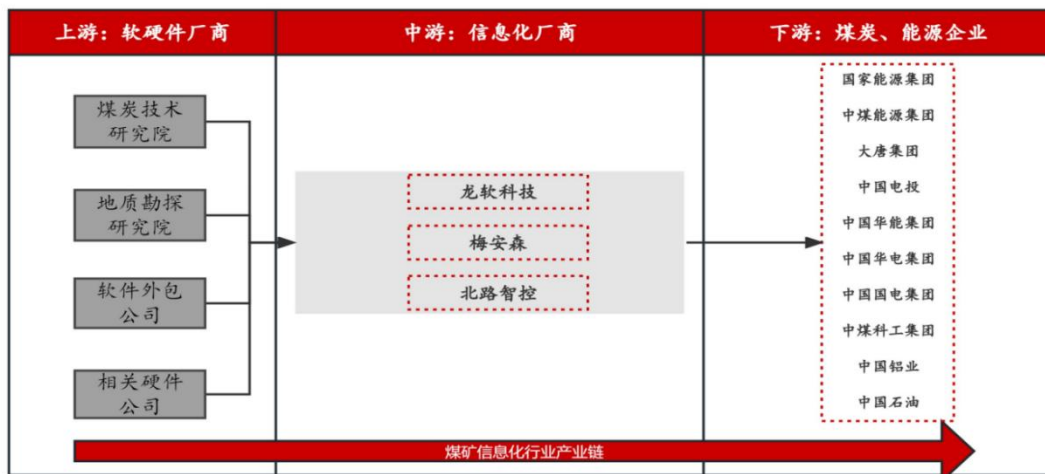 上游：软硬件厂商
中游：信息化厂商
下游：煤炭、能源企业
煤炭技术
研究院
地质勘探
研究院
软件外包
公司
相关硬件
公司
龙软科技
梅安森
北路智控
国家能源集团
中煤能源集团
大唐集团
中国电投
中国华能集团
中国华电集团
中国国电集团
中煤科工集团
中国铝业
中国石油
煤矿信息化行业产业链